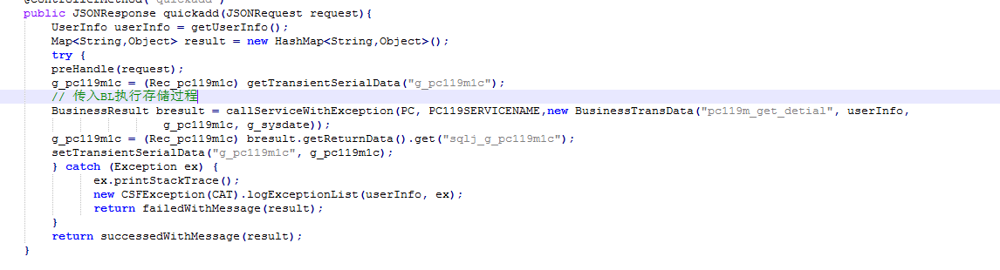 @ControllerMethod("quickadd")
public JSONResponse quickadd(JSONRequest request){
UserInfo userInfo = getUserInfo();
Map<String,Object> result = new HashMap<String,Object>();
try {
preHandle(request);
g_pc119m1c = (Rec_pc119m1c) getTransientSerialData("g_pc119m1c");
// 传入BL执行存储过程
BusinessResult bresult = callServiceWithException(PC, PC119SERVICENAME,new BusinessTransData("pc119m_get_detial", userInfo,
g_pc119m1c, g_sysdate));
g_pc119m1c = (Rec_pc119m1c) bresult.getReturnData().get("sqlj_g_pc119m1c");
setTransientSerialData("g_pc119m1c", g_pc119m1c);
} catch (Exception ex) {
ex.printStackTrace();
new CSFException(CAT).logExceptionList(userInfo, ex);
return failedWithMessage(result);
}
return successedWithMessage(result);
}